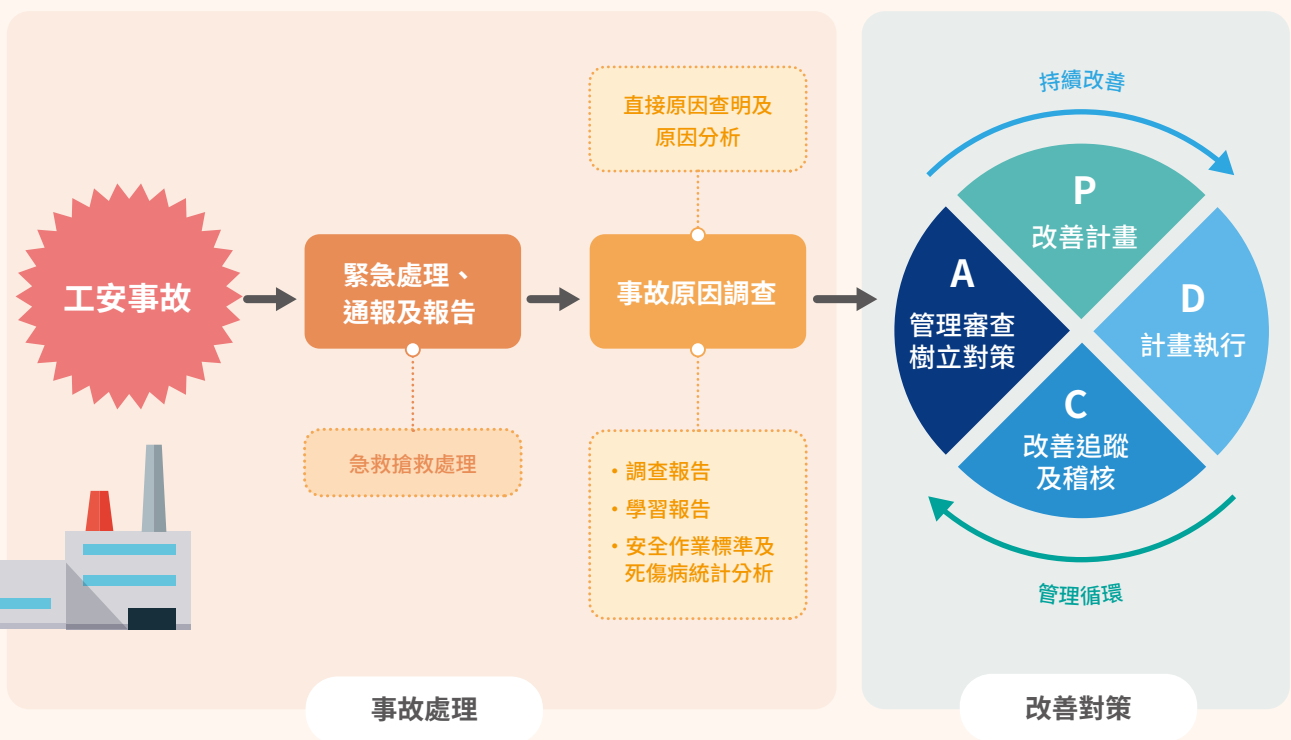 工安事故
緊急處理、
通報及報告
急救搶救處理
直接原因查明及
原因分析
事故原因調查
・調查報告
・學習報告
・安全作業標準及
死傷病統計分析
事故處理
持續改善
P
改善計畫
D
計畫執行
C
改善追蹤
及稽核
A
管理審查
樹立對策
管理循環
改善對策